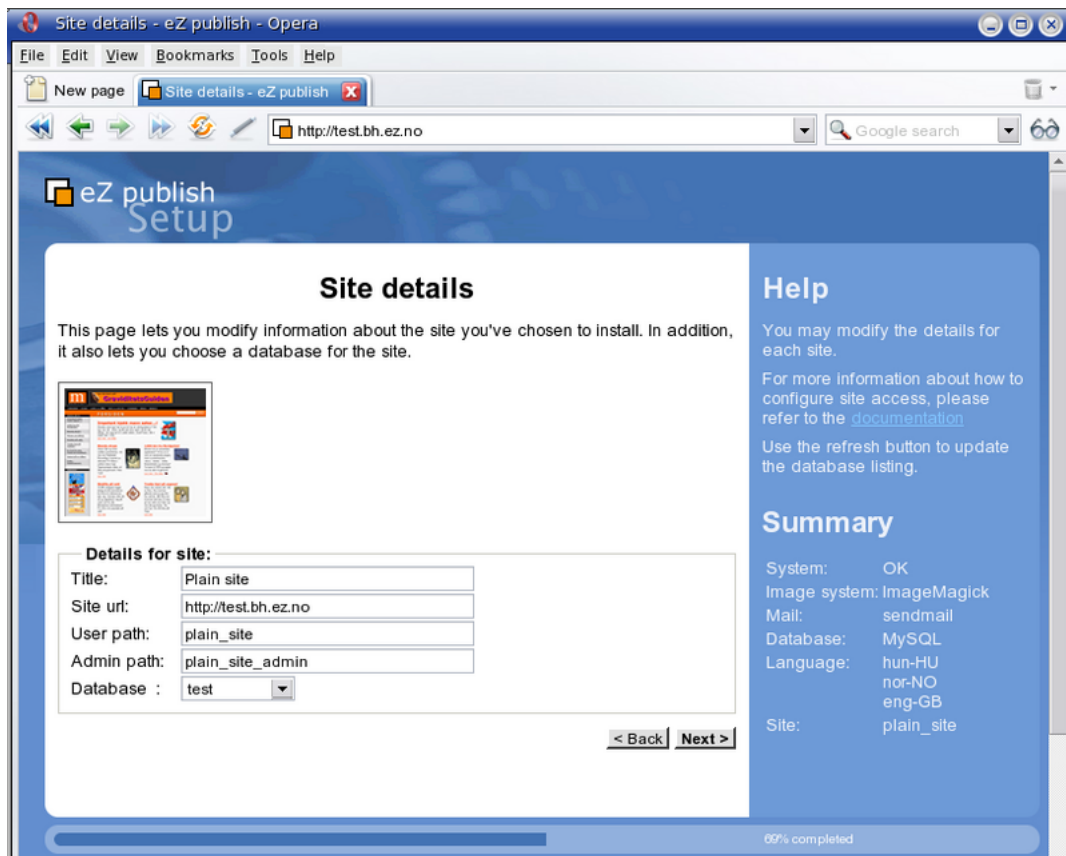 Site details - eZ publish - Opera
File Edit View Bookmarks Tools Help
New page Site details - eZ publish
http://test.bh.ez.no Google search
eZ publish
Setup
Site details
This page lets you modify information about the site you've chosen to install. In addition,
it also lets you choose a database for the site.
m GraviditetsGuiden
Details for site:
Title: Plain site
Site url: http://test.bh.ez.no
User path: plain_site
Admin path: plain_site_admin
Database : test
< Back Next >
Help
You may modify the details for
each site.
For more information about how to
configure site access, please
refer to the documentation
Use the refresh button to update
the database listing.
Summary
System: OK
Image system: ImageMagick
Mail: sendmail
Database: MySQL
Language: hun-HU
nor-NO
eng-GB
Site: plain_site
69% completed